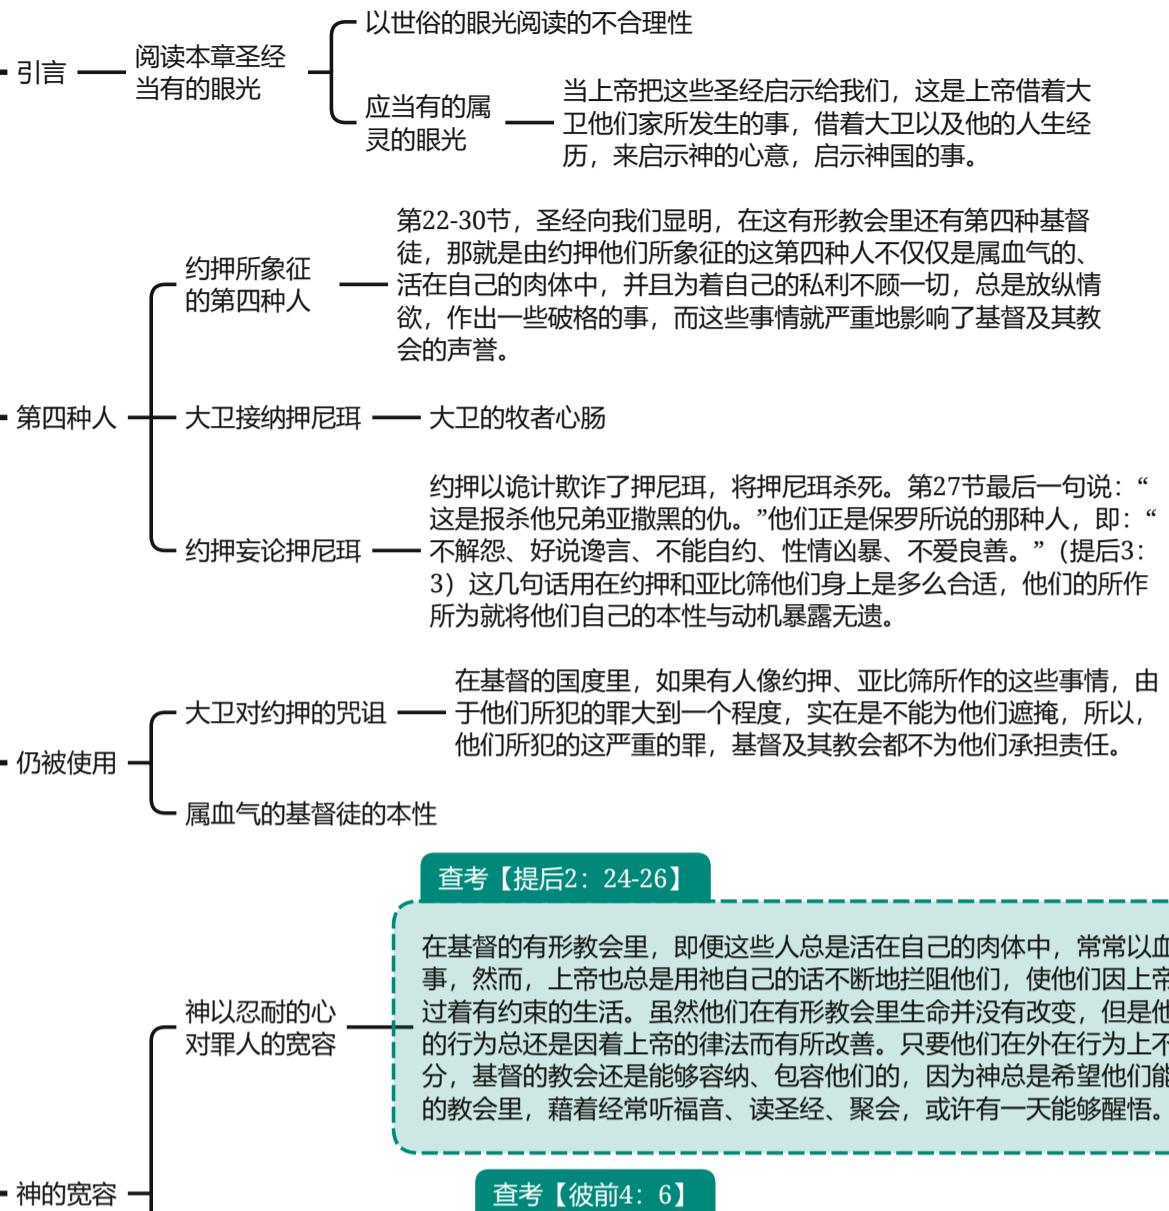 引言
阅读本章圣经
当有的眼光
以世俗的眼光阅读的不合理性
应当有的属
灵的眼光
当上帝把这些圣经启示给我们，这是上帝借着大
卫他们家所发生的事，借着大卫以及他的人生经
历，来启示神的心意，启示神国的事。
第四种人
约押所象征
的第四种人
第22-30节，圣经向我们显明，在这有形教会里还有第四种基督
徒，那就是由约押他们所象征的这第四种人不仅仅是属血气的、
活在自己的肉体中，并且为着自己的私利不顾一切，总是放纵情
欲，作出一些破格的事，而这些事情就严重地影响了基督及其教
会的声誉。
大卫接纳押尼珥
大卫的牧者心肠
约押妄论押尼珥
约押以诡计欺诈了押尼珥，将押尼珥杀死。第27节最后一句说：“
这是报杀他兄弟亚撒黑的仇。”他们正是保罗所说的那种人，即：“
不解怨、好说谗言、不能自约、性情凶暴、不爱良善。”（提后3：
3）这几句话用在约押和亚比筛他们身上是多么合适，他们的所作
所为就将他们自己的本性与动机暴露无遗。
仍被使用
大卫对约押的咒诅
在基督的国度里，如果有人像约押、亚比筛所作的这些事情，由
于他们所犯的罪大到一个程度，实在是不能为他们遮掩，所以，
他们所犯的这严重的罪，基督及其教会都不为他们承担责任。
属血气的基督徒的本性
神的宽容
神以忍耐的心
对罪人的宽容
查考【提后2：24-26】
在基督的有形教会里，即便这些人总是活在自己的肉体中，常常以血
事，然而，上帝也总是用祂自己的话不断地拦阻他们，使他们因上帝
过着有约束的生活。虽然他们在有形教会里生命并没有改变，但是他
的行为总还是因着上帝的律法而有所改善。只要他们在外在行为上不
分，基督的教会还是能够容纳、包容他们的，因为神总是希望他们能
的教会里，藉着经常听福音、读圣经、聚会，或许有一天能够醒悟。
查考【彼前4：6】